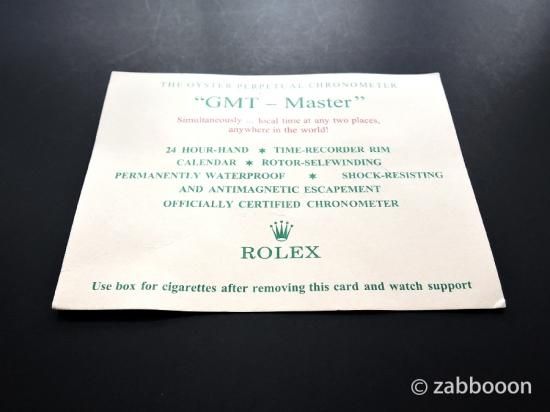 THE OYSTER PERPETUAL CHRONOMETER
"GMT – Master"
Simultaneously ... local time at any two places,
anywhere in the world!
24 HOUR-HAND ✶ TIME-RECORDER RIM
CALENDAR ✶ ROTOR-SELFWINDING
PERMANENTLY WATERPROOF ✶ SHOCK-RESISTING
AND ANTIMAGNETIC ESCAPEMENT
OFFICIALLY CERTIFIED CHRONOMETER
ROLEX
Use box for cigarettes after removing this card and watch support
© zabbooon